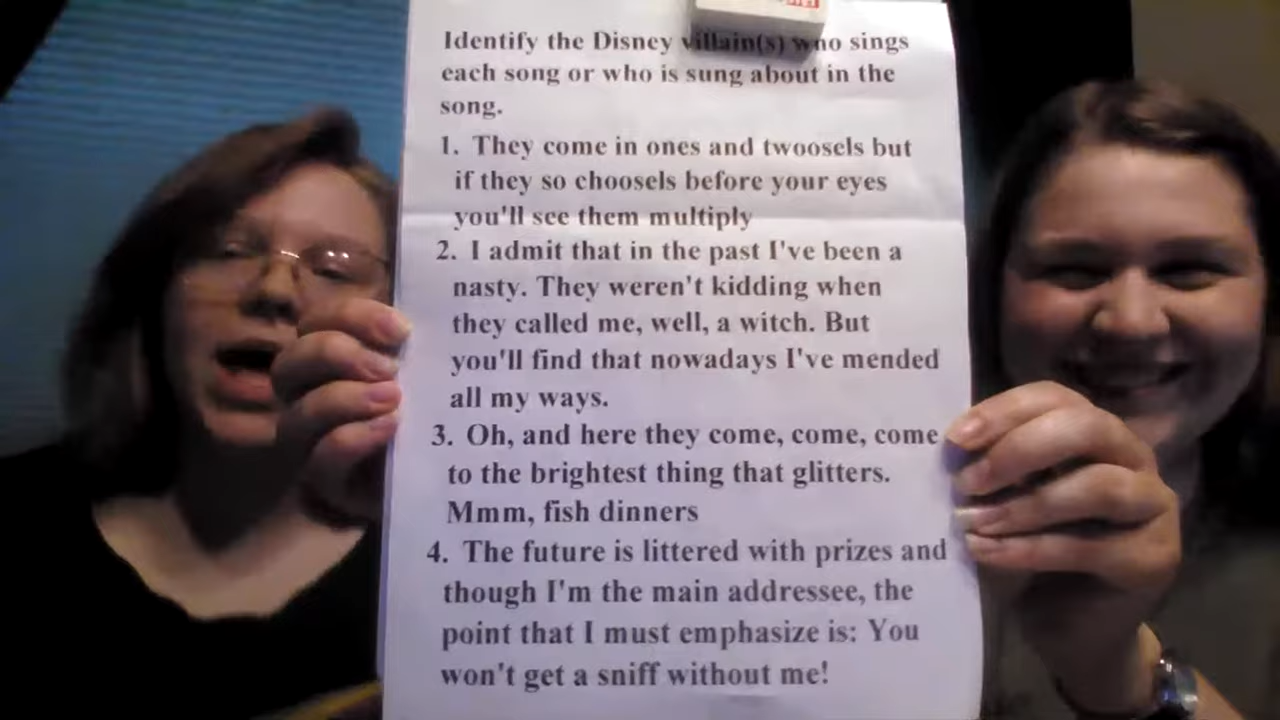 Identify the Disney villain(s) who sings
each song or who is sung about in the
song.
1. They come in ones and twoosels but
if they so choosels before your eyes
you'll see them multiply
2. I admit that in the past I've been a
nasty. They weren't kidding when
they called me, well, a witch. But
you'll find that nowadays I've mended
all my ways.
3. Oh, and here they come, come, come
to the brightest thing that glitters.
Mmm, fish dinners
4. The future is littered with prizes and
though I'm the main addressee, the
point that I must emphasize is: You
won't get a sniff without me!